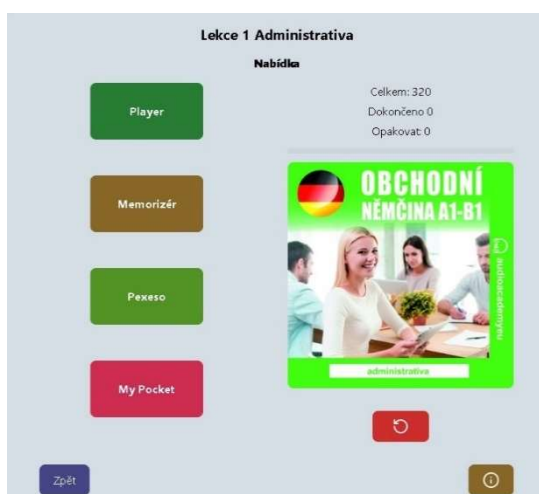 Lekce 1 Administrativa
Nabídka
Player
Memorizér
Pexeso
My Pocket
Celkem: 320
Dokončeno 0
Opakovat: 0
OBCHODNÍ
NĚMČINA A1-B1
audioacademyeu
administrativa
Zpět